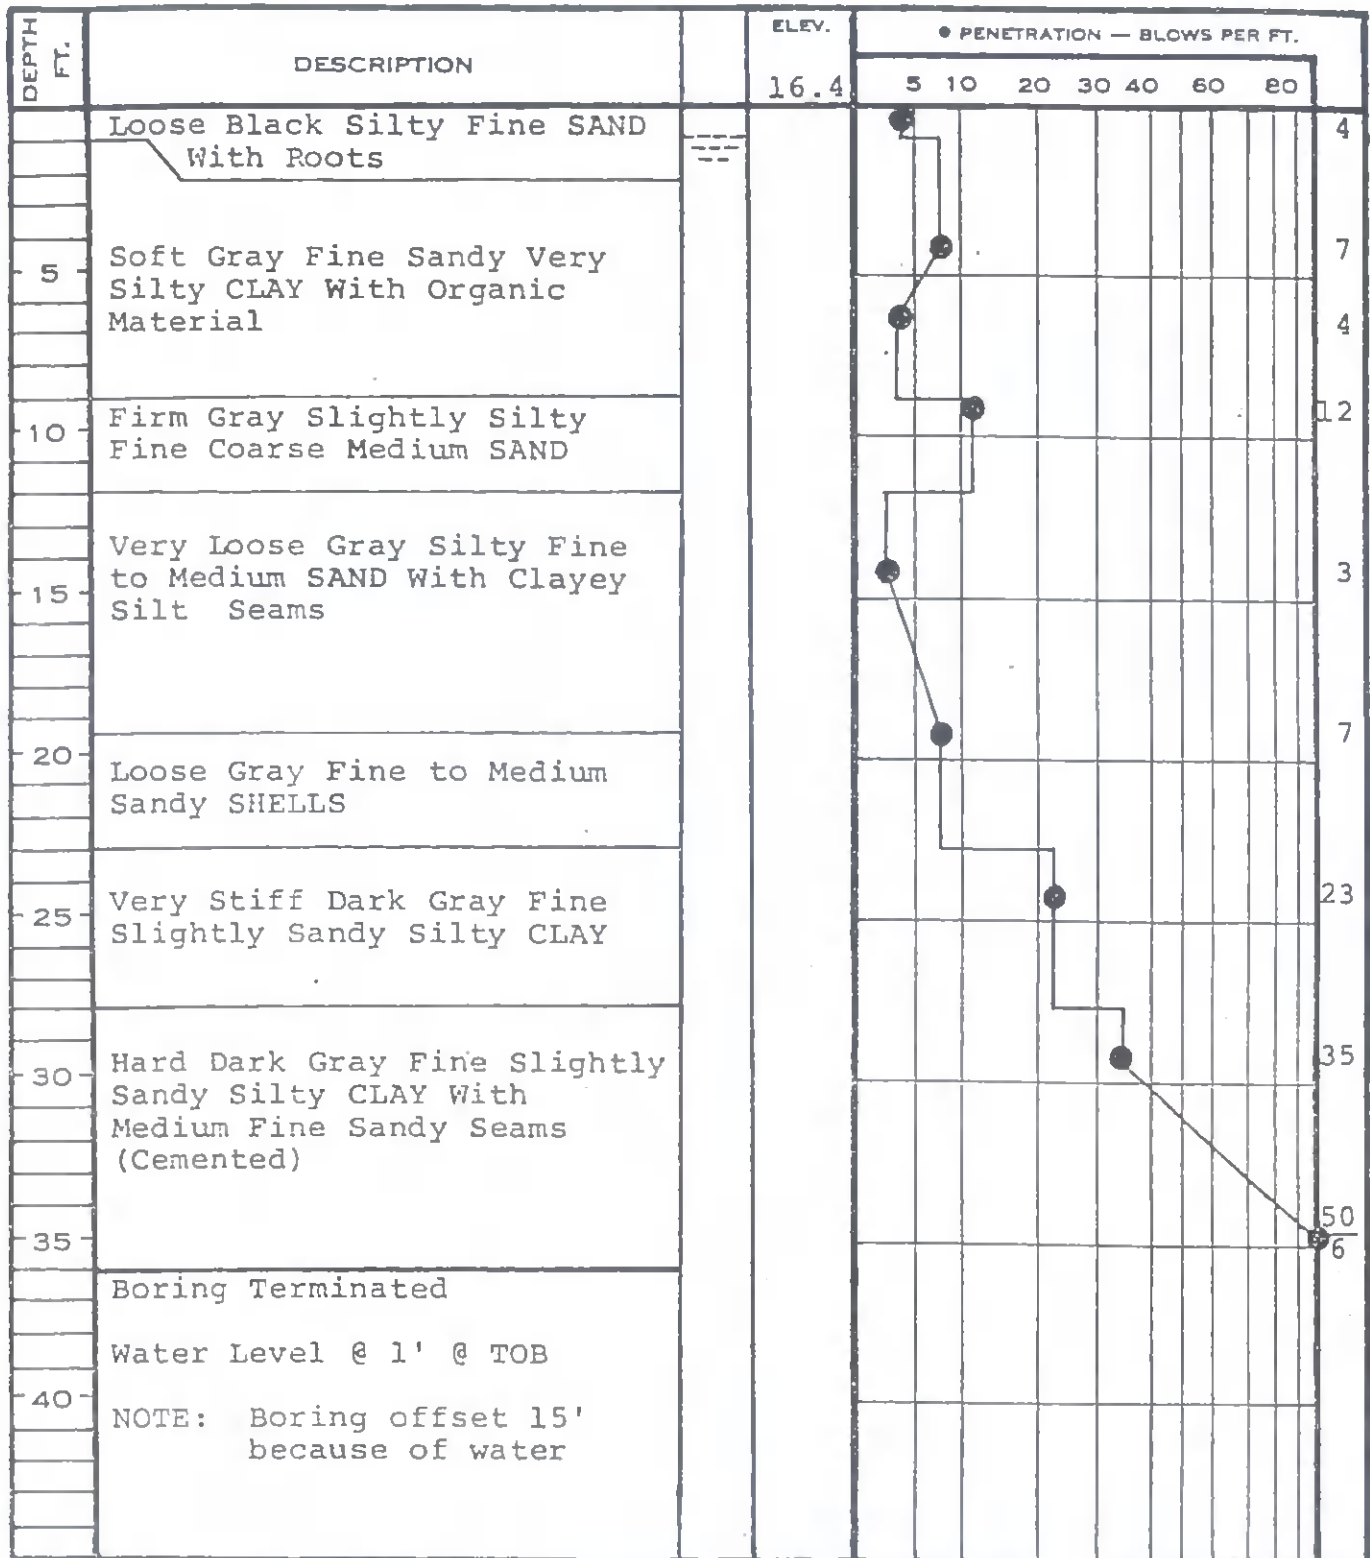 DEPTH FT.
DESCRIPTION
ELEV.
16.4
● PENETRATION — BLOWS PER FT.
5 10 20 30 40 60 80
Loose Black Silty Fine SAND
With Roots
4
5
Soft Gray Fine Sandy Very
Silty CLAY With Organic
Material
7
4
10
Firm Gray Slightly Silty
Fine Coarse Medium SAND
12
15
Very Loose Gray Silty Fine
to Medium SAND With Clayey
Silt Seams
3
20
Loose Gray Fine to Medium
Sandy SHELLS
7
25
Very Stiff Dark Gray Fine
Slightly Sandy Silty CLAY
23
30
Hard Dark Gray Fine Slightly
Sandy Silty CLAY With
Medium Fine Sandy Seams
(Cemented)
35
35
50
6
Boring Terminated
Water Level @ 1' @ TOB
40
NOTE: Boring offset 15'
because of water